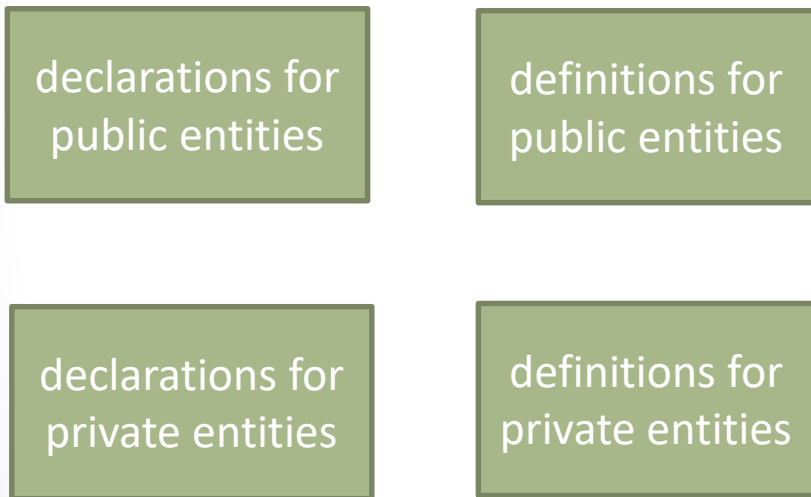 declarations for
public entities
definitions for
public entities
declarations for
private entities
definitions for
private entities